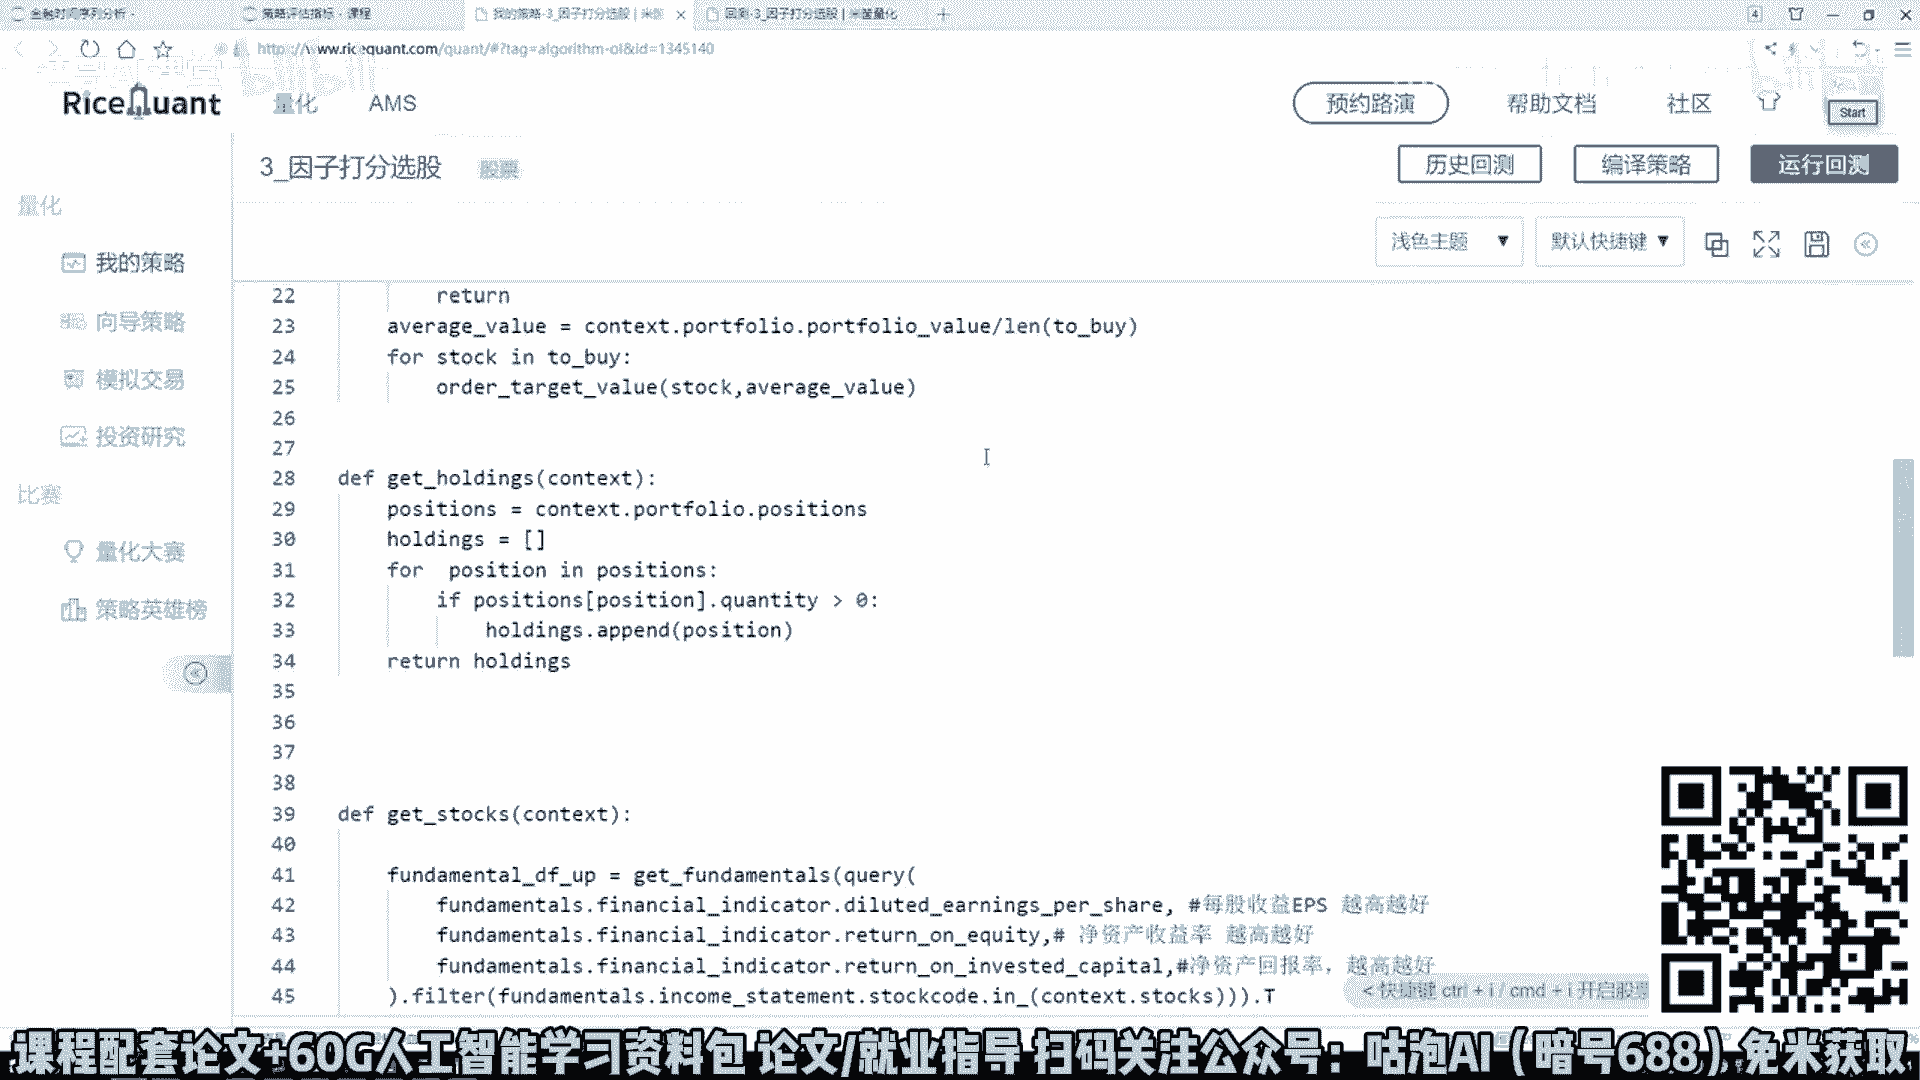 金融时间序列分析 -
策略评估指标 - 课程
我的策略-3_因子打分选股 | 米筐
回测-3_因子打分选股 | 米筐量化
4
http://www.ricequant.com/quant/#?tag=algorithm-ol&id=1345140
RiceQuant
量化
AMS
预约路演
帮助文档
社区
Start
3_因子打分选股
股票
历史回测
编译策略
运行回测
浅色主题
默认快捷键
量化
我的策略
向导策略
模拟交易
投资研究
比赛
量化大赛
策略英雄榜
22 return
23 average_value = context.portfolio.portfolio_value/len(to_buy)
24 for stock in to_buy:
25 order_target_value(stock,average_value)
26
27
28 def get_holdings(context):
29 positions = context.portfolio.positions
30 holdings = []
31 for  position in positions:
32 if positions[position].quantity > 0:
33 holdings.append(position)
34 return holdings
35
36
37
38
39 def get_stocks(context):
40
41 fundamental_df_up = get_fundamentals(query(
42 fundamentals.financial_indicator.diluted_earnings_per_share, #每股收益EPS 越高越好
43 fundamentals.financial_indicator.return_on_equity,# 净资产收益率 越高越好
44 fundamentals.financial_indicator.return_on_invested_capital,#净资产回报率，越高越好
45 ).filter(fundamentals.income_statement.stockcode.in_(context.stocks))).T
<快捷键 ctrl + i / cmd + i 开启股票
课程配套论文+60G人工智能学习资料包 论文/就业指导 扫码关注公众号：咕泡AI（暗号688）免米获取